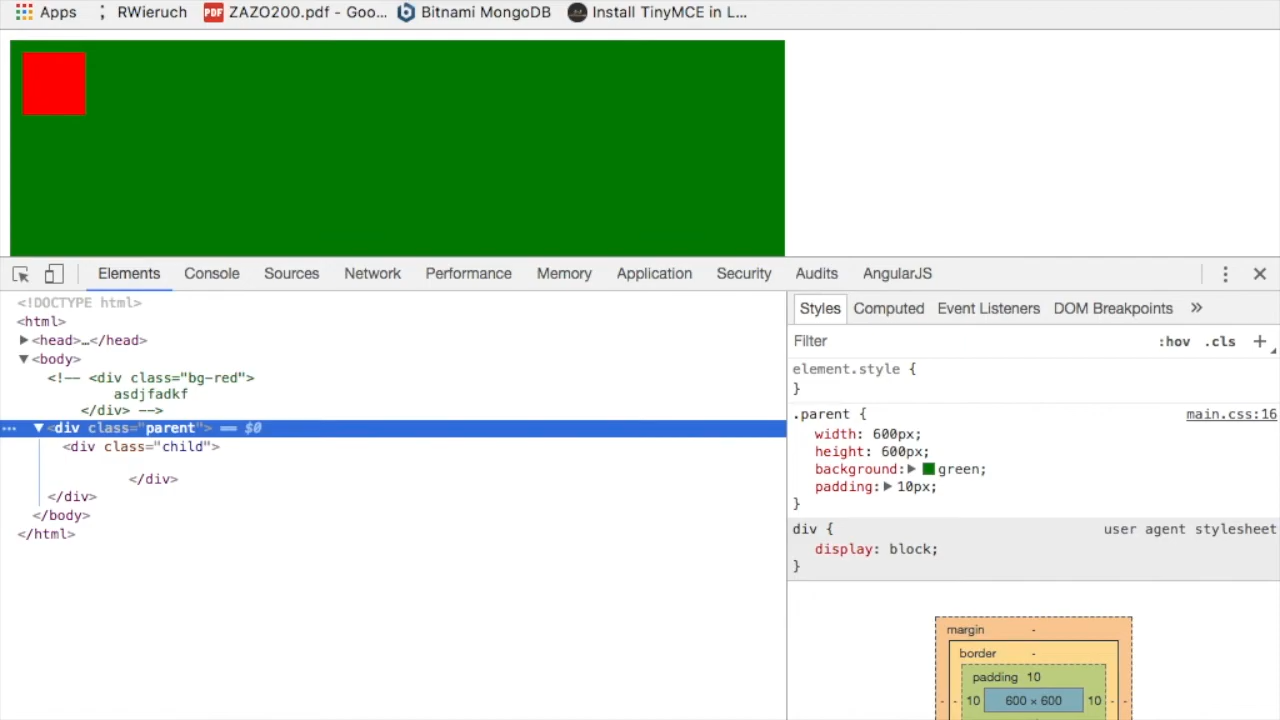 Apps ; RWieruch PDF ZAZO200.pdf - Goo... Bitnami MongoDB Install TinyMCE in L...
Elements Console Sources Network Performance Memory Application Security Audits AngularJS
<!DOCTYPE html>
<html>
<head>…</head>
<body>
<!-- <div class="bg-red">
asdjfadkf
</div> -->
… <div class="parent"> == $0
<div class="child">
</div>
</div>
</body>
</html>
Styles Computed Event Listeners DOM Breakpoints »
Filter :hov .cls +
element.style {
}
.parent { main.css:16
width: 600px;
height: 600px;
background: green;
padding: 10px;
}
div { user agent stylesheet
display: block;
}
margin -
border -
padding 10
- - 10 600 × 600 10 - -